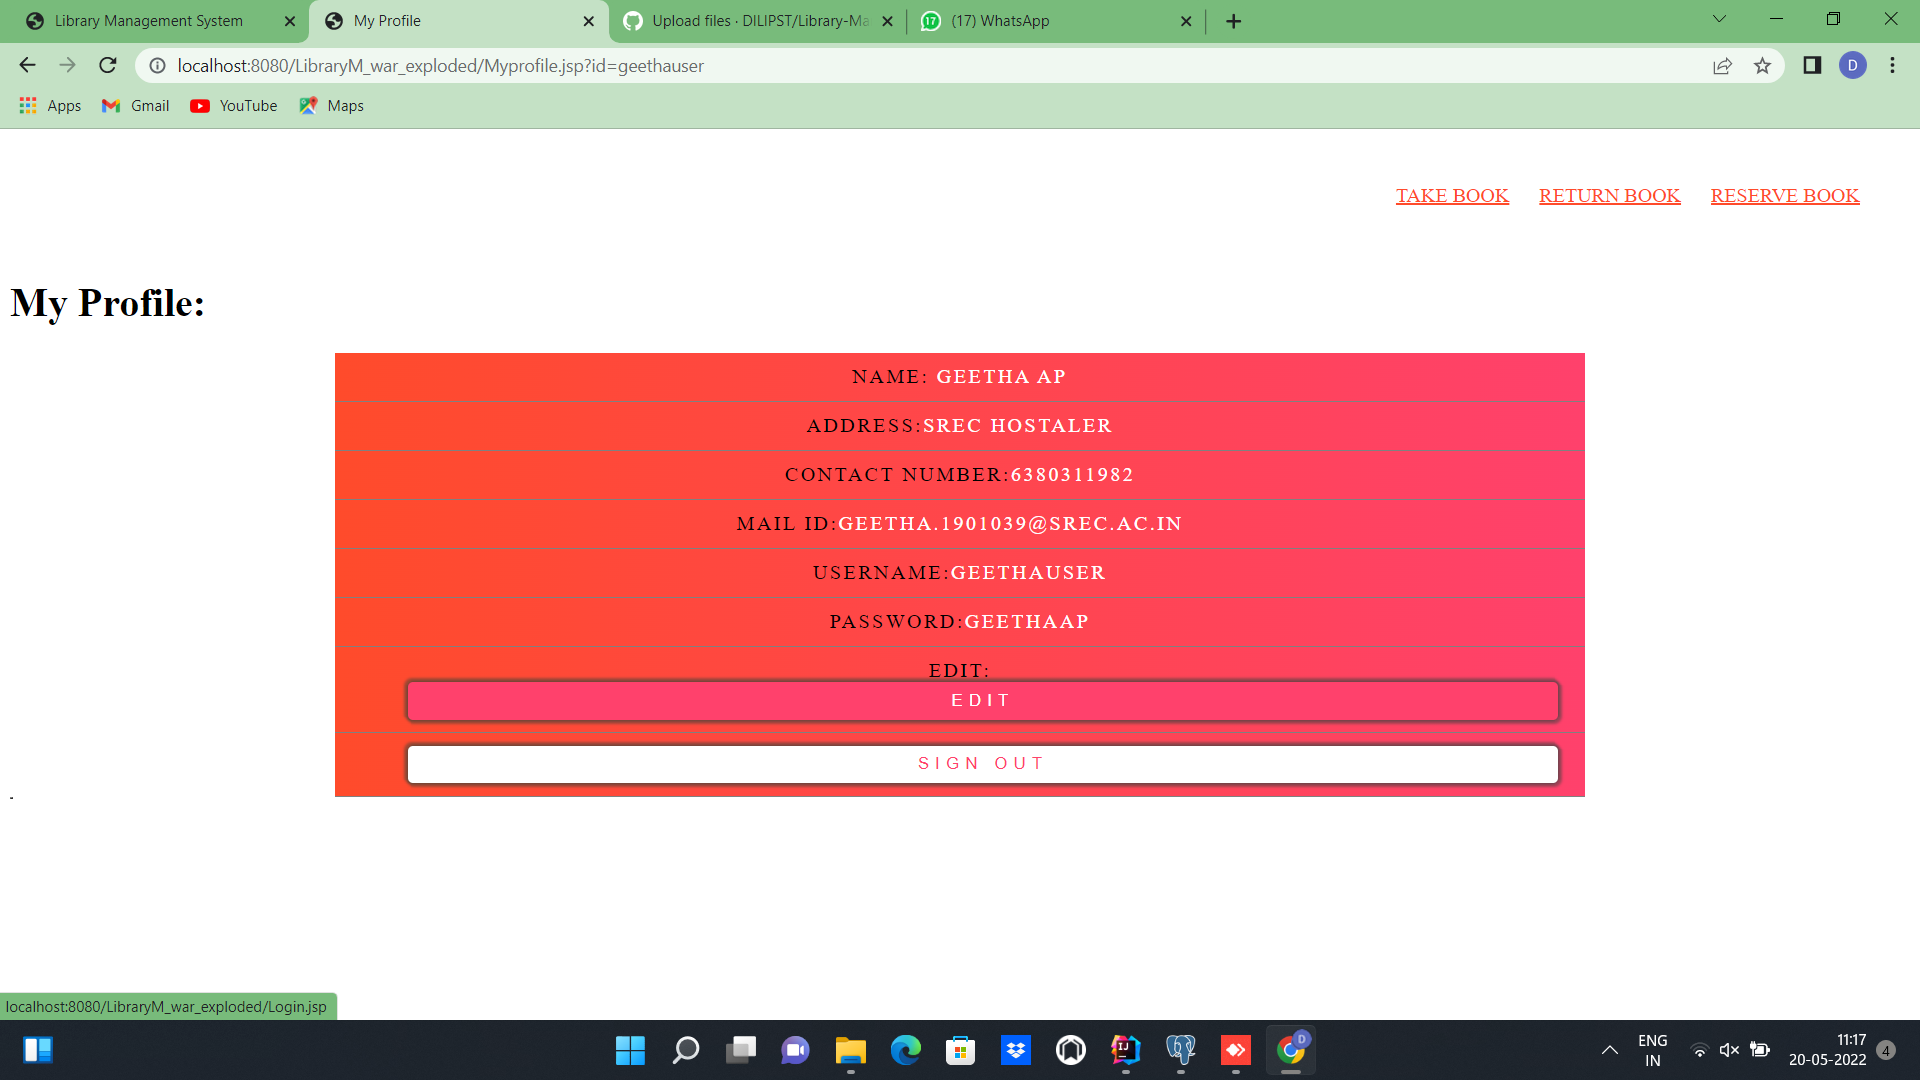 Library Management System
My Profile
Upload files · DILIPST/Library-Ma
17
(17) WhatsApp
localhost:8080/LibraryM_war_exploded/Myprofile.jsp?id=geethauser
D
Apps
Gmail
YouTube
Maps
TAKE BOOK
RETURN BOOK
RESERVE BOOK
My Profile:
NAME: GEETHA AP
ADDRESS:SREC HOSTALER
CONTACT NUMBER:6380311982
MAIL ID:GEETHA.1901039@SREC.AC.IN
USERNAME:GEETHAUSER
PASSWORD:GEETHAAP
EDIT:
EDIT
SIGN OUT
-
localhost:8080/LibraryM_war_exploded/Login.jsp
IJ
D
ENG
IN
11:17
20-05-2022
4